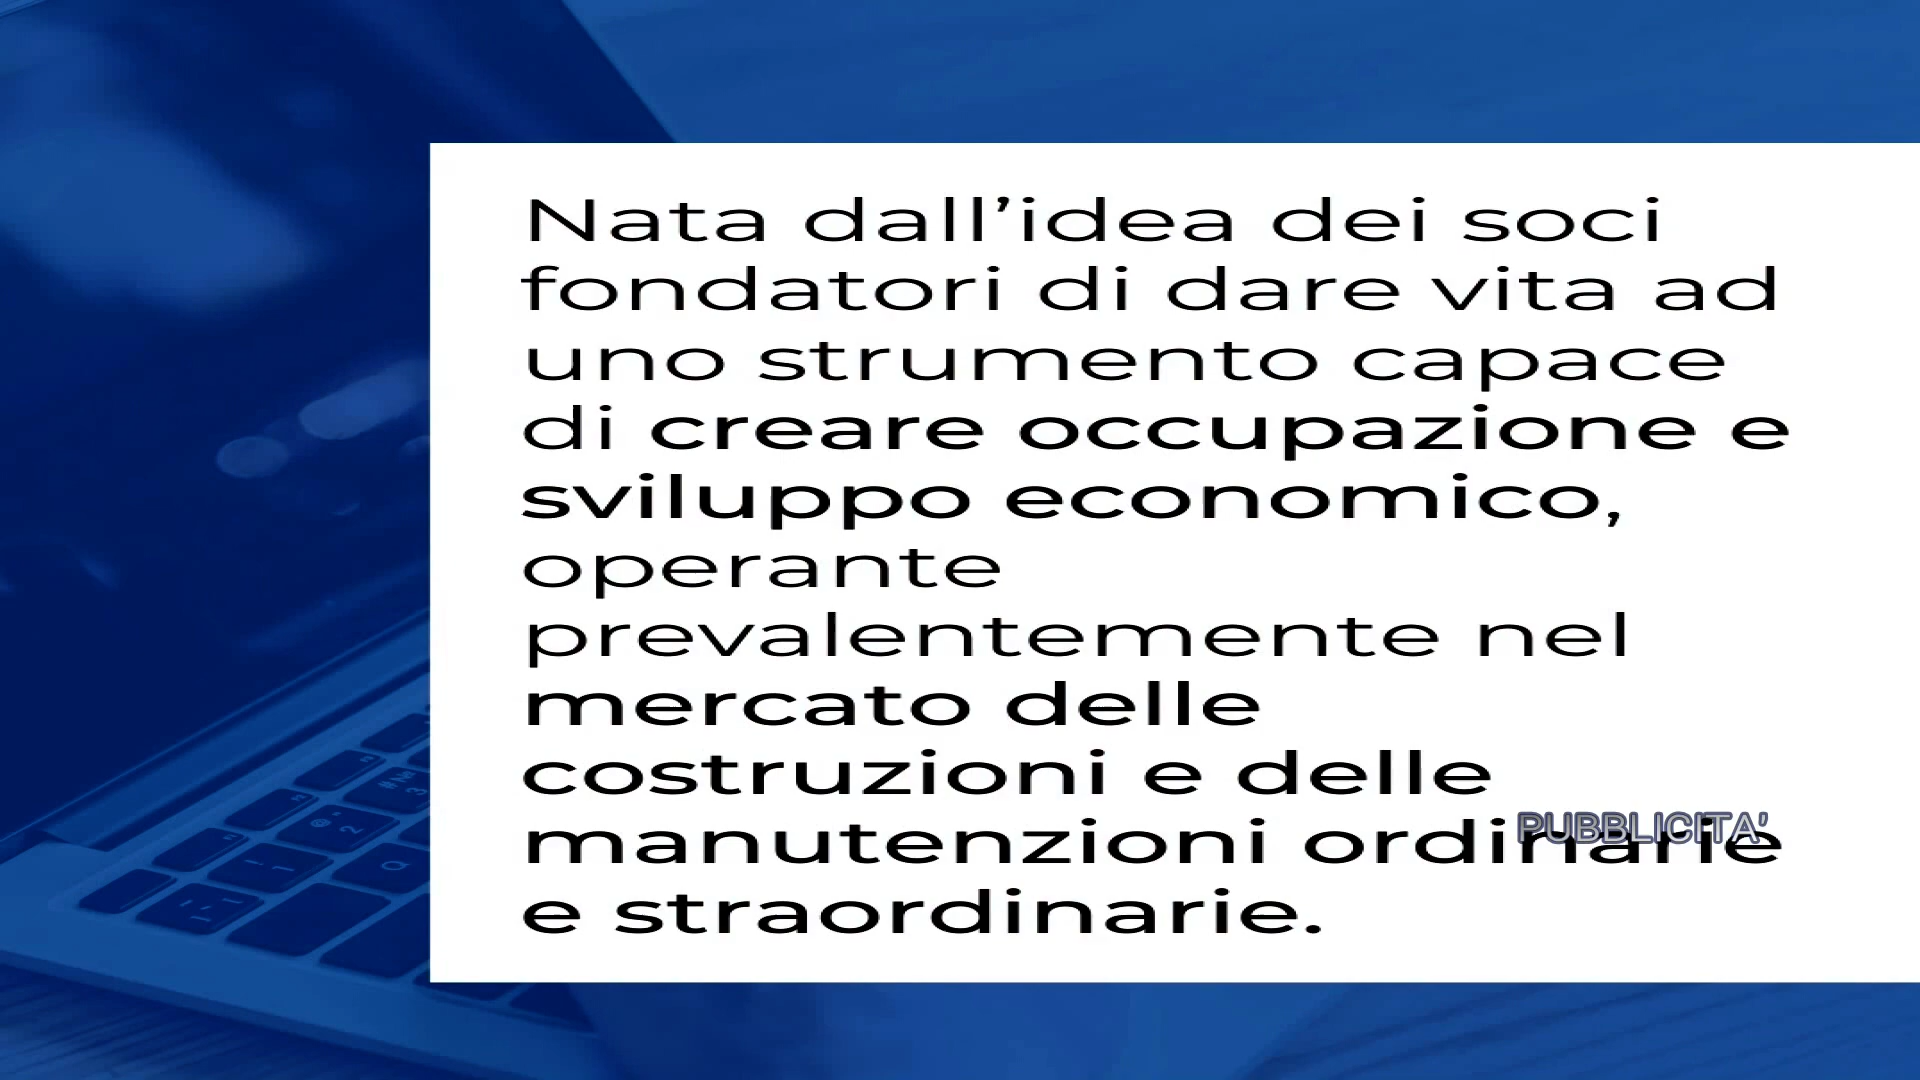 Nata dall’idea dei soci
fondatori di dare vita ad
uno strumento capace
di creare occupazione e
sviluppo economico,
operante
prevalentemente nel
mercato delle
costruzioni e delle
manutenzioni ordinarie
PUBBLICITA’
e straordinarie.